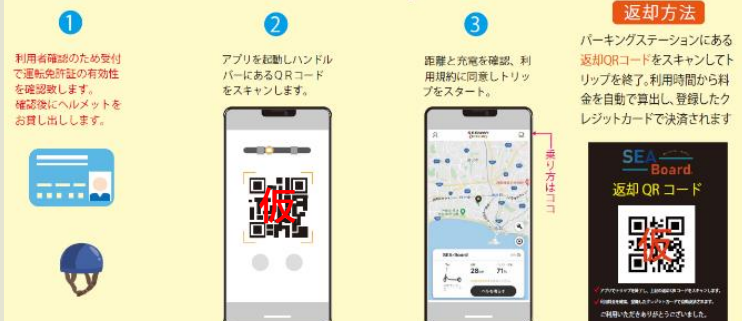 1
利用者確認のため受付
で運転免許証の有効性
を確認致します。
確認後にヘルメットを
お貸し出しします。
2
アプリを起動しハンドル
バーにあるQRコード
をスキャンします。
仮
3
距離と充電を確認、利
用規約に同意しトリッ
プをスタート。
乗り方はココ
SEA-Board
28
71
返却方法
パーキングステーションにある
返却QRコードをスキャンしてト
リップを終了。利用時間から料
金を自動で算出し、登録したク
レジットカードで決済されます
SEA
Board
返却 QR コード
仮
ご利用いただきありがとうございました。